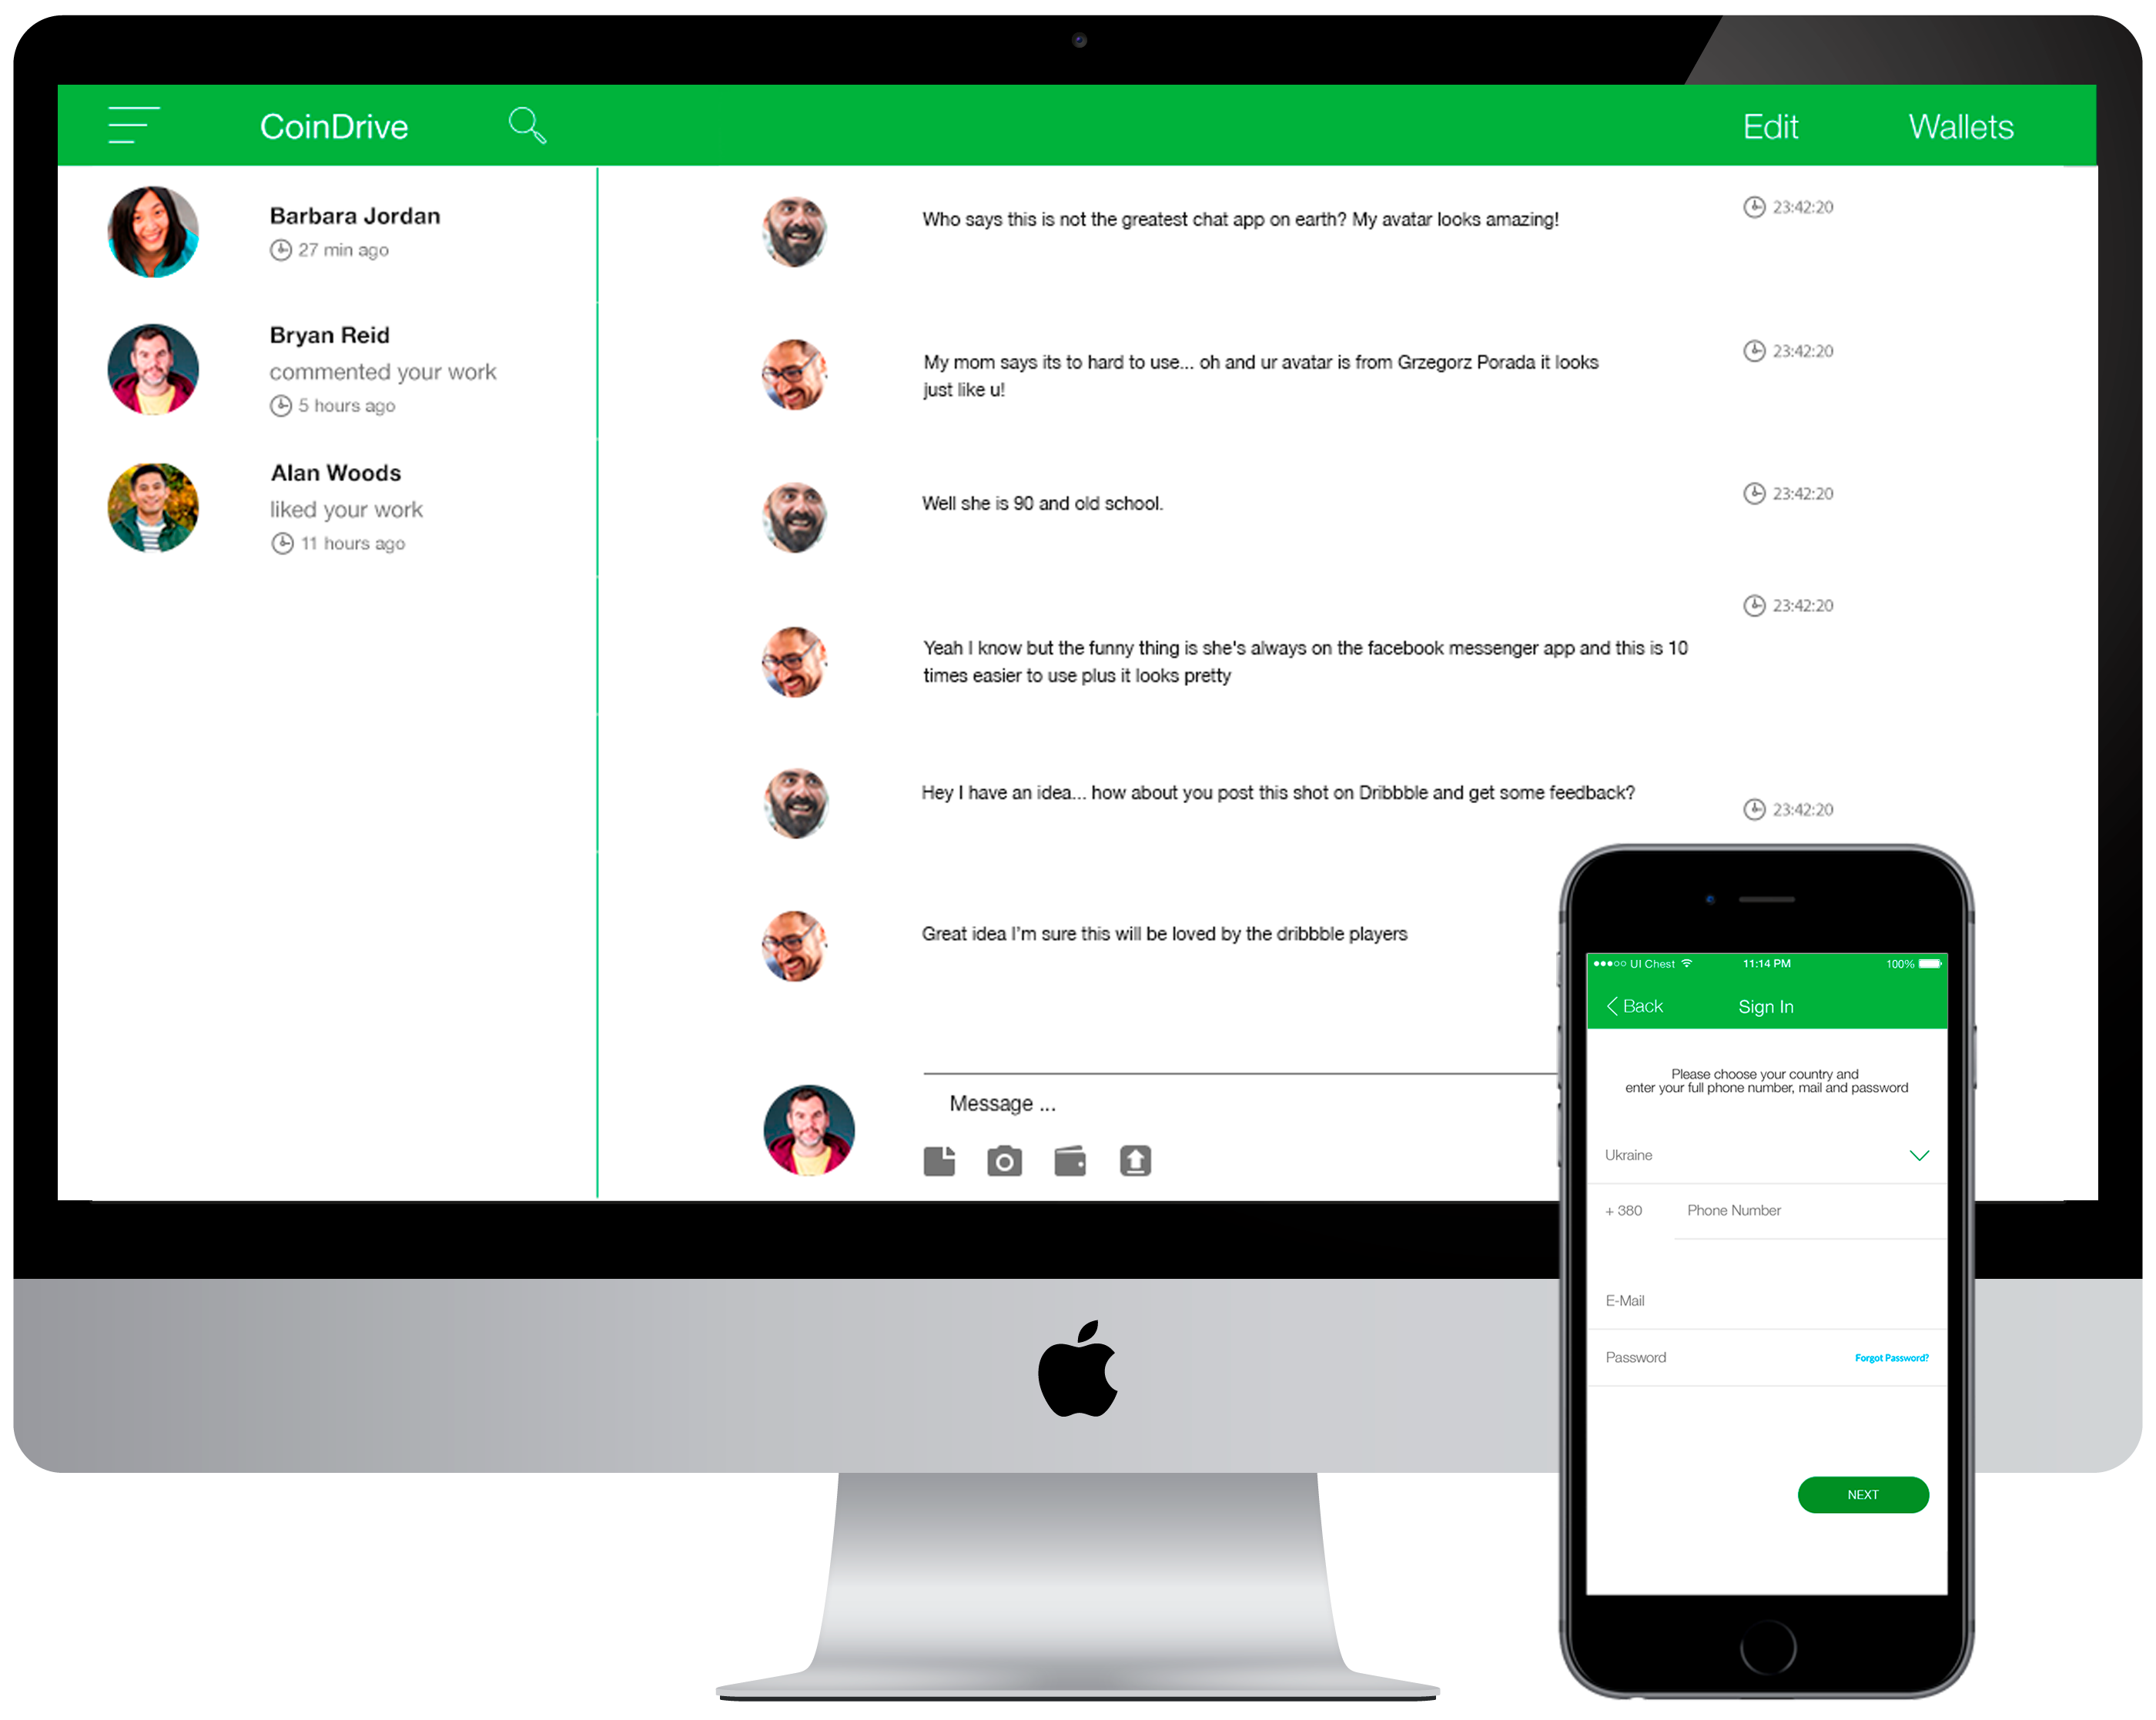 CoinDrive
Edit
Wallets
Barbara Jordan
27 min ago
Bryan Reid
commented your work
5 hours ago
Alan Woods
liked your work
11 hours ago
Who says this is not the greatest chat app on earth? My avatar looks amazing!
23:42:20
My mom says its to hard to use... oh and ur avatar is from Grzegorz Porada it looks
just like u!
23:42:20
Well she is 90 and old school.
23:42:20
Yeah I know but the funny thing is she's always on the facebook messenger app and this is 10
times easier to use plus it looks pretty
23:42:20
Hey I have an idea... how about you post this shot on Dribbble and get some feedback?
23:42:20
Great idea I'm sure this will be loved by the dribbble players
Message ...
UI Chest
11:14 PM
100%
Back
Sign In
Please choose your country and
enter your full phone number, mail and password
Ukraine
+ 380
Phone Number
E-Mail
Password
Forgot Password?
NEXT